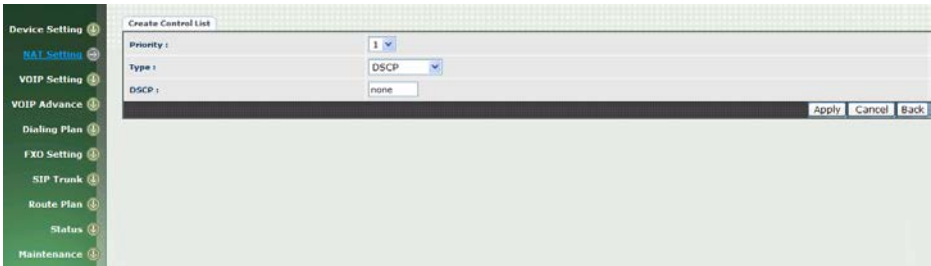 Device Setting
NAT Setting
VOIP Setting
VOIP Advance
Dialing Plan
FXO Setting
SIP Trunk
Route Plan
Status
Maintenance
Create Control List
Priority : 1
Type : DSCP
DSCP : none
Apply Cancel Back